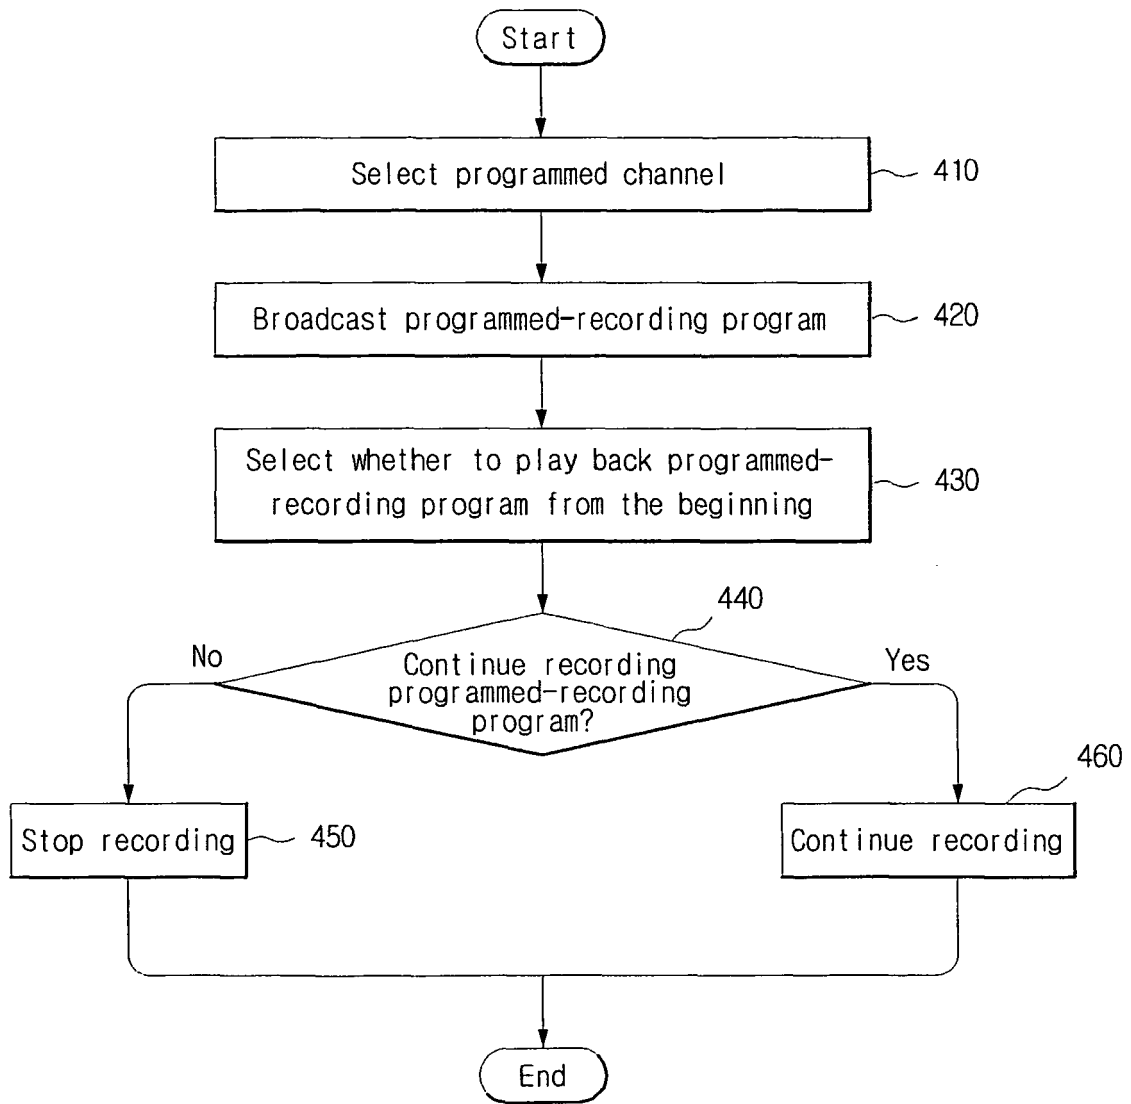 Start
Select programmed channel
410
Broadcast programmed-recording program
420
Select whether to play back programmed-
recording program from the beginning
430
440
No
Continue recording
programmed-recording
program?
Yes
Stop recording
450
460
Continue recording
End